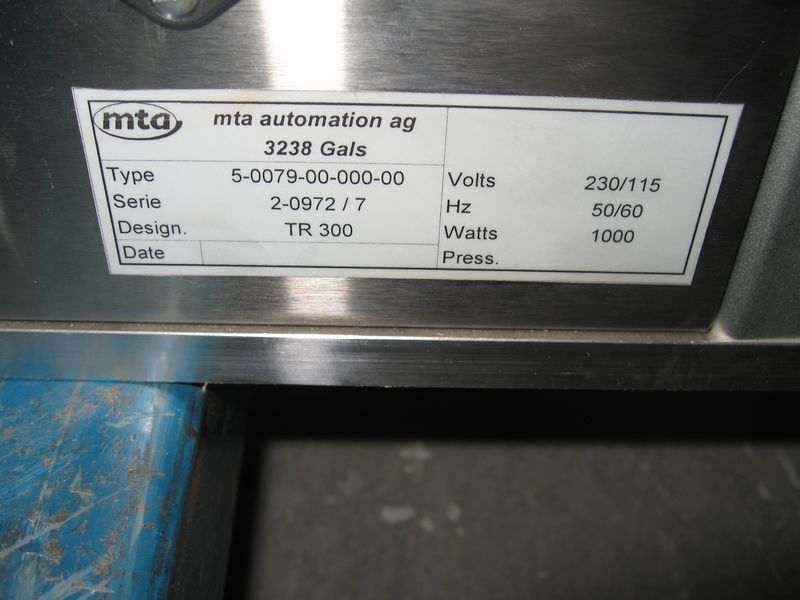 mta
mta automation ag
3238 Gals
Type 5-0079-00-000-00
Serie 2-0972 / 7
Design. TR 300
Date
Volts 230/115
Hz 50/60
Watts 1000
Press.